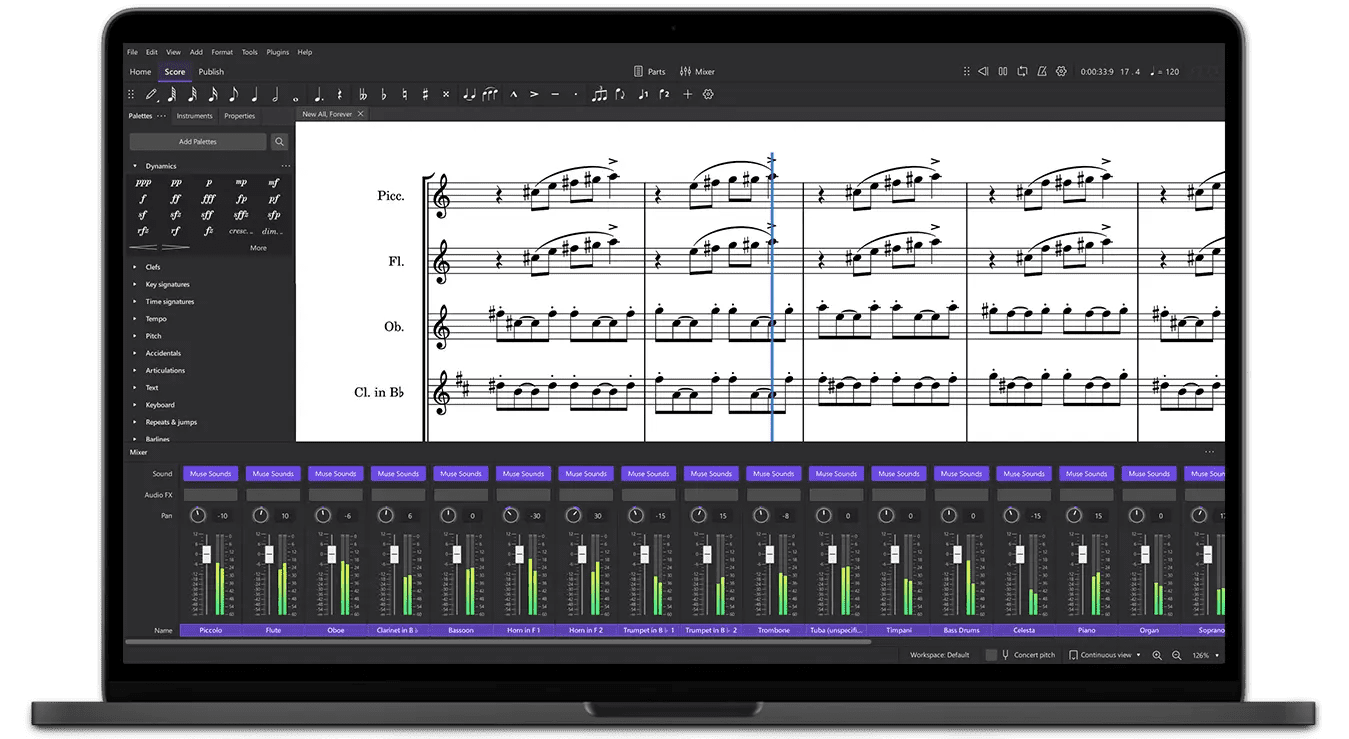 File Edit View Add Format Tools Plugins Help
Home Score Publish Parts Mixer 0:00:33:9 17 . 4 = 120
Palettes Instruments Properties New All, Forever
Add Palettes
Dynamics
ppp pp p mp mf
f ff fff fp pf
sf sfz sff sffz sfp
rfz rf fz cresc. .. dim. ..
More
Clefs
Key signatures
Time signatures
Tempo
Pitch
Accidentals
Articulations
Text
Keyboard
Repeats & jumps
Barlines
Picc.
Fl.
Ob.
Cl. in B♭
Mixer
Sound Muse Sounds Muse Sounds Muse Sounds Muse Sounds Muse Sounds Muse Sounds Muse Sounds Muse Sounds Muse Sounds Muse Sounds Muse Sounds Muse Sounds Muse Sounds Muse Sounds Muse Sounds Muse Sounds Muse Soun
Audio FX
Pan -10 10 -6 6 0 -30 30 -15 15 -8 0 0 0 -15 15 0
Name Piccolo Flute Oboe Clarinet in B♭ Bassoon Horn in F 1 Horn in F 2 Trumpet in B♭ 1 Trumpet in B♭ 2 Trombone Tuba (unspecifi... Timpani Bass Drums Celesta Piano Organ Soprano
Workspace: Default Concert pitch Continuous view 126%